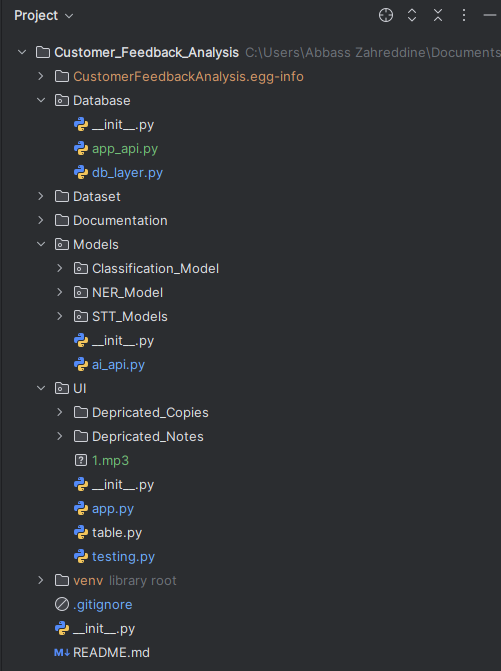 Project
Customer_Feedback_Analysis C:\Users\Abbass Zahreddine\Documents
CustomerFeedbackAnalysis.egg-info
Database
__init__.py
app_api.py
db_layer.py
Dataset
Documentation
Models
Classification_Model
NER_Model
STT_Models
__init__.py
ai_api.py
UI
Depricated_Copies
Depricated_Notes
1.mp3
__init__.py
app.py
table.py
testing.py
venv library root
.gitignore
__init__.py
M↓ README.md